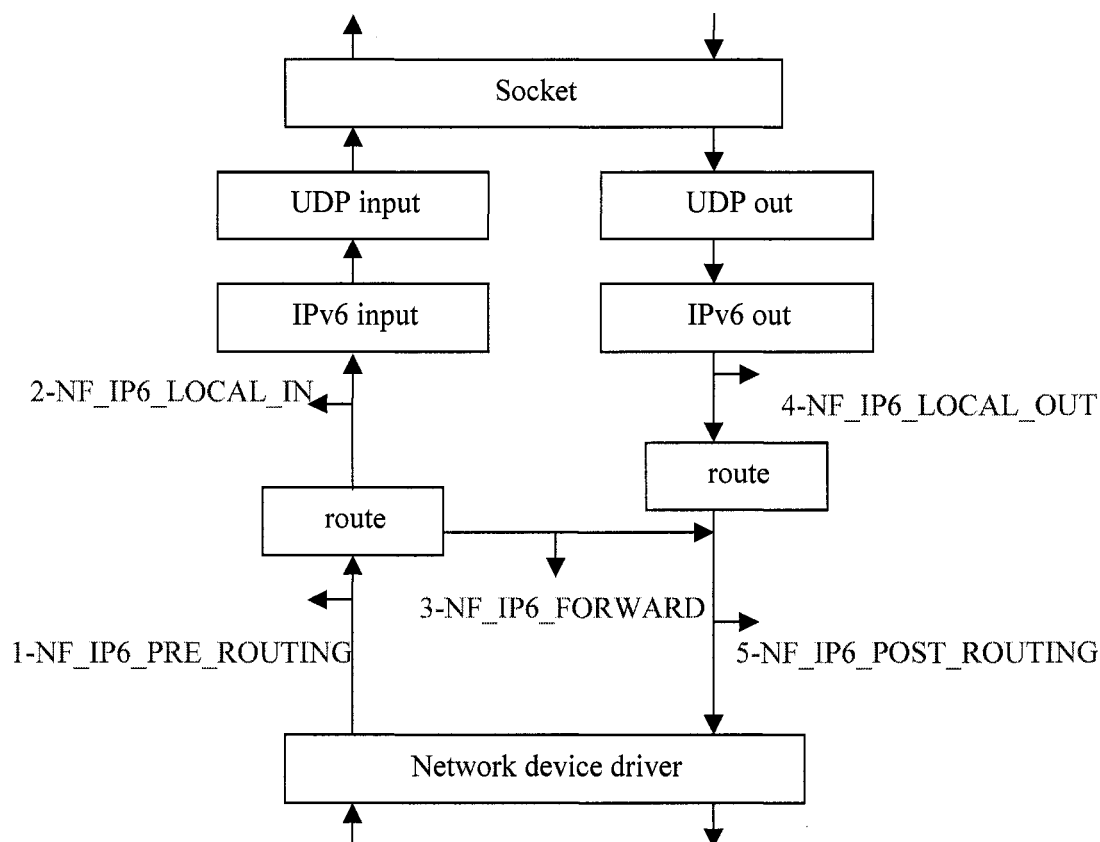 Socket
UDP input
UDP out
IPv6 input
IPv6 out
2-NF_IP6_LOCAL_IN
4-NF_IP6_LOCAL_OUT
route
route
3-NF_IP6_FORWARD
1-NF_IP6_PRE_ROUTING
5-NF_IP6_POST_ROUTING
Network device driver